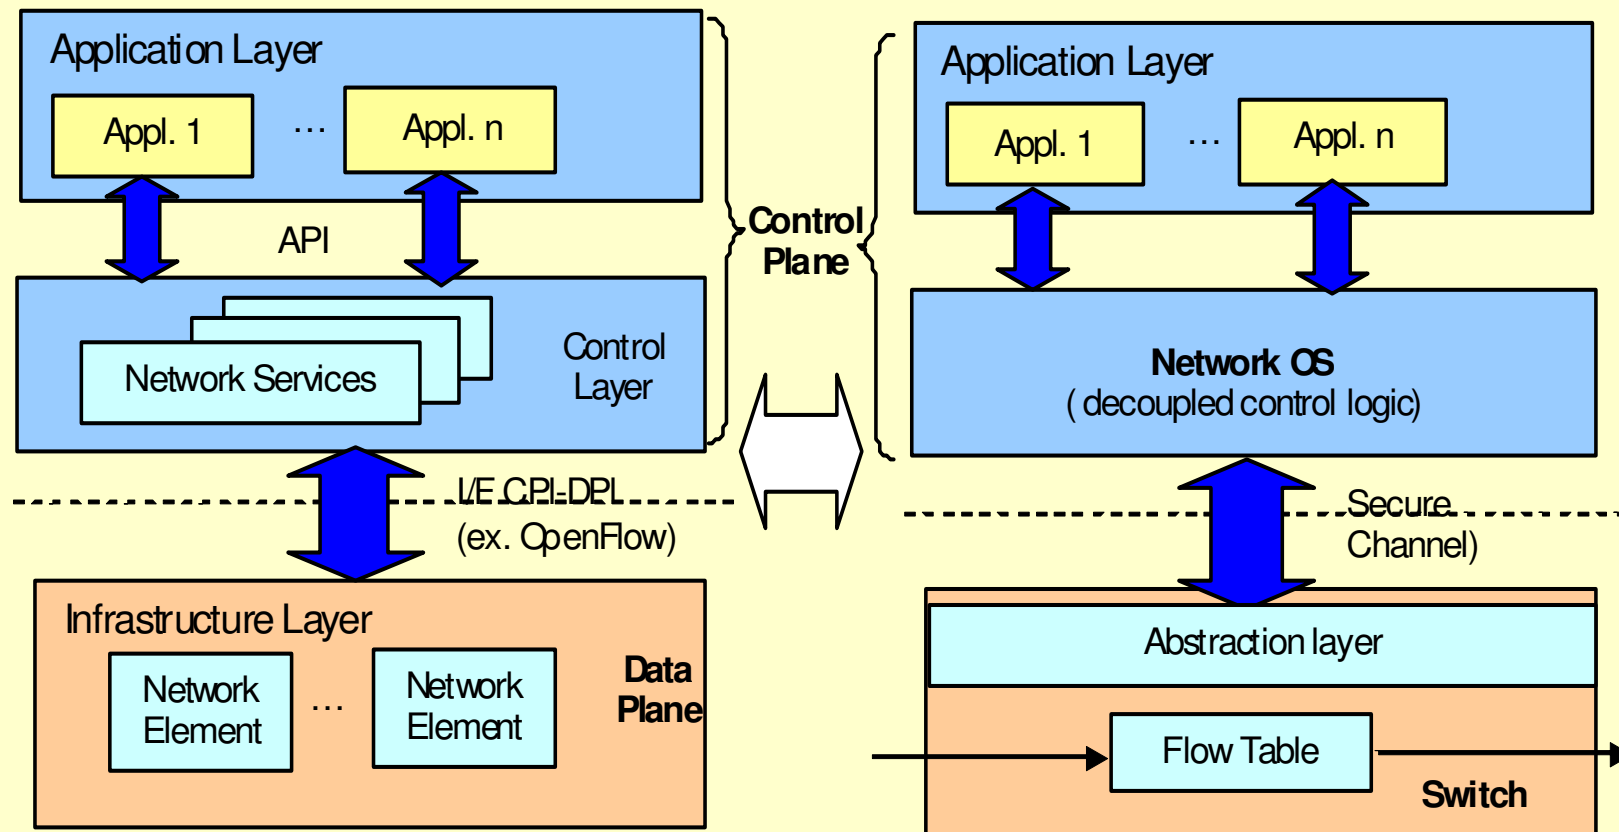 Application Layer
Appl. 1
...
Appl. n
API
Network Services
Control
Layer
I/F CPI-DPI
(ex. OpenFlow)
Infrastructure Layer
Network
Element
...
Network
Element
Data
Plane
Control
Plane
Application Layer
Appl. 1
...
Appl. n
Network OS
( decoupled control logic)
Secure
Channel)
Abstraction layer
Flow Table
Switch